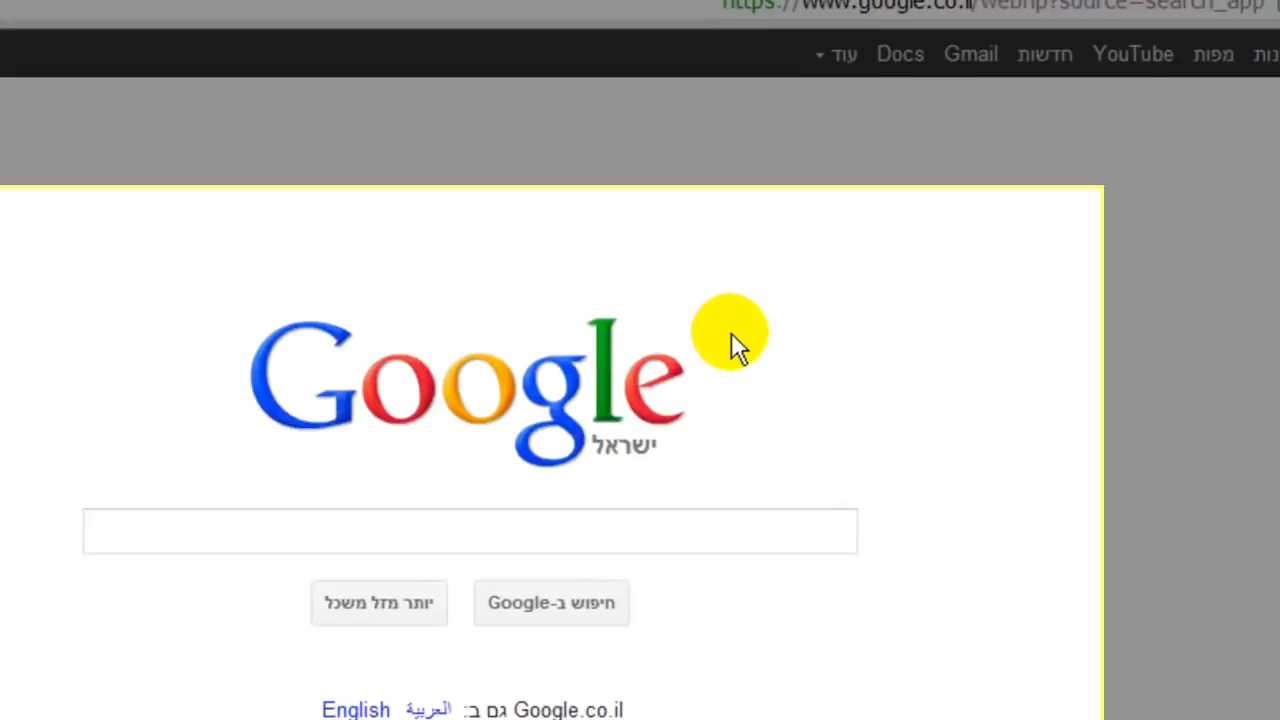 https://www.google.co.il/webhp?source=search_app
מפות YouTube חדשות Gmail Docs עוד
Google
ישראל
חיפוש ב-Google יותר מזל משכל
Google.co.il גם ב: العربية English